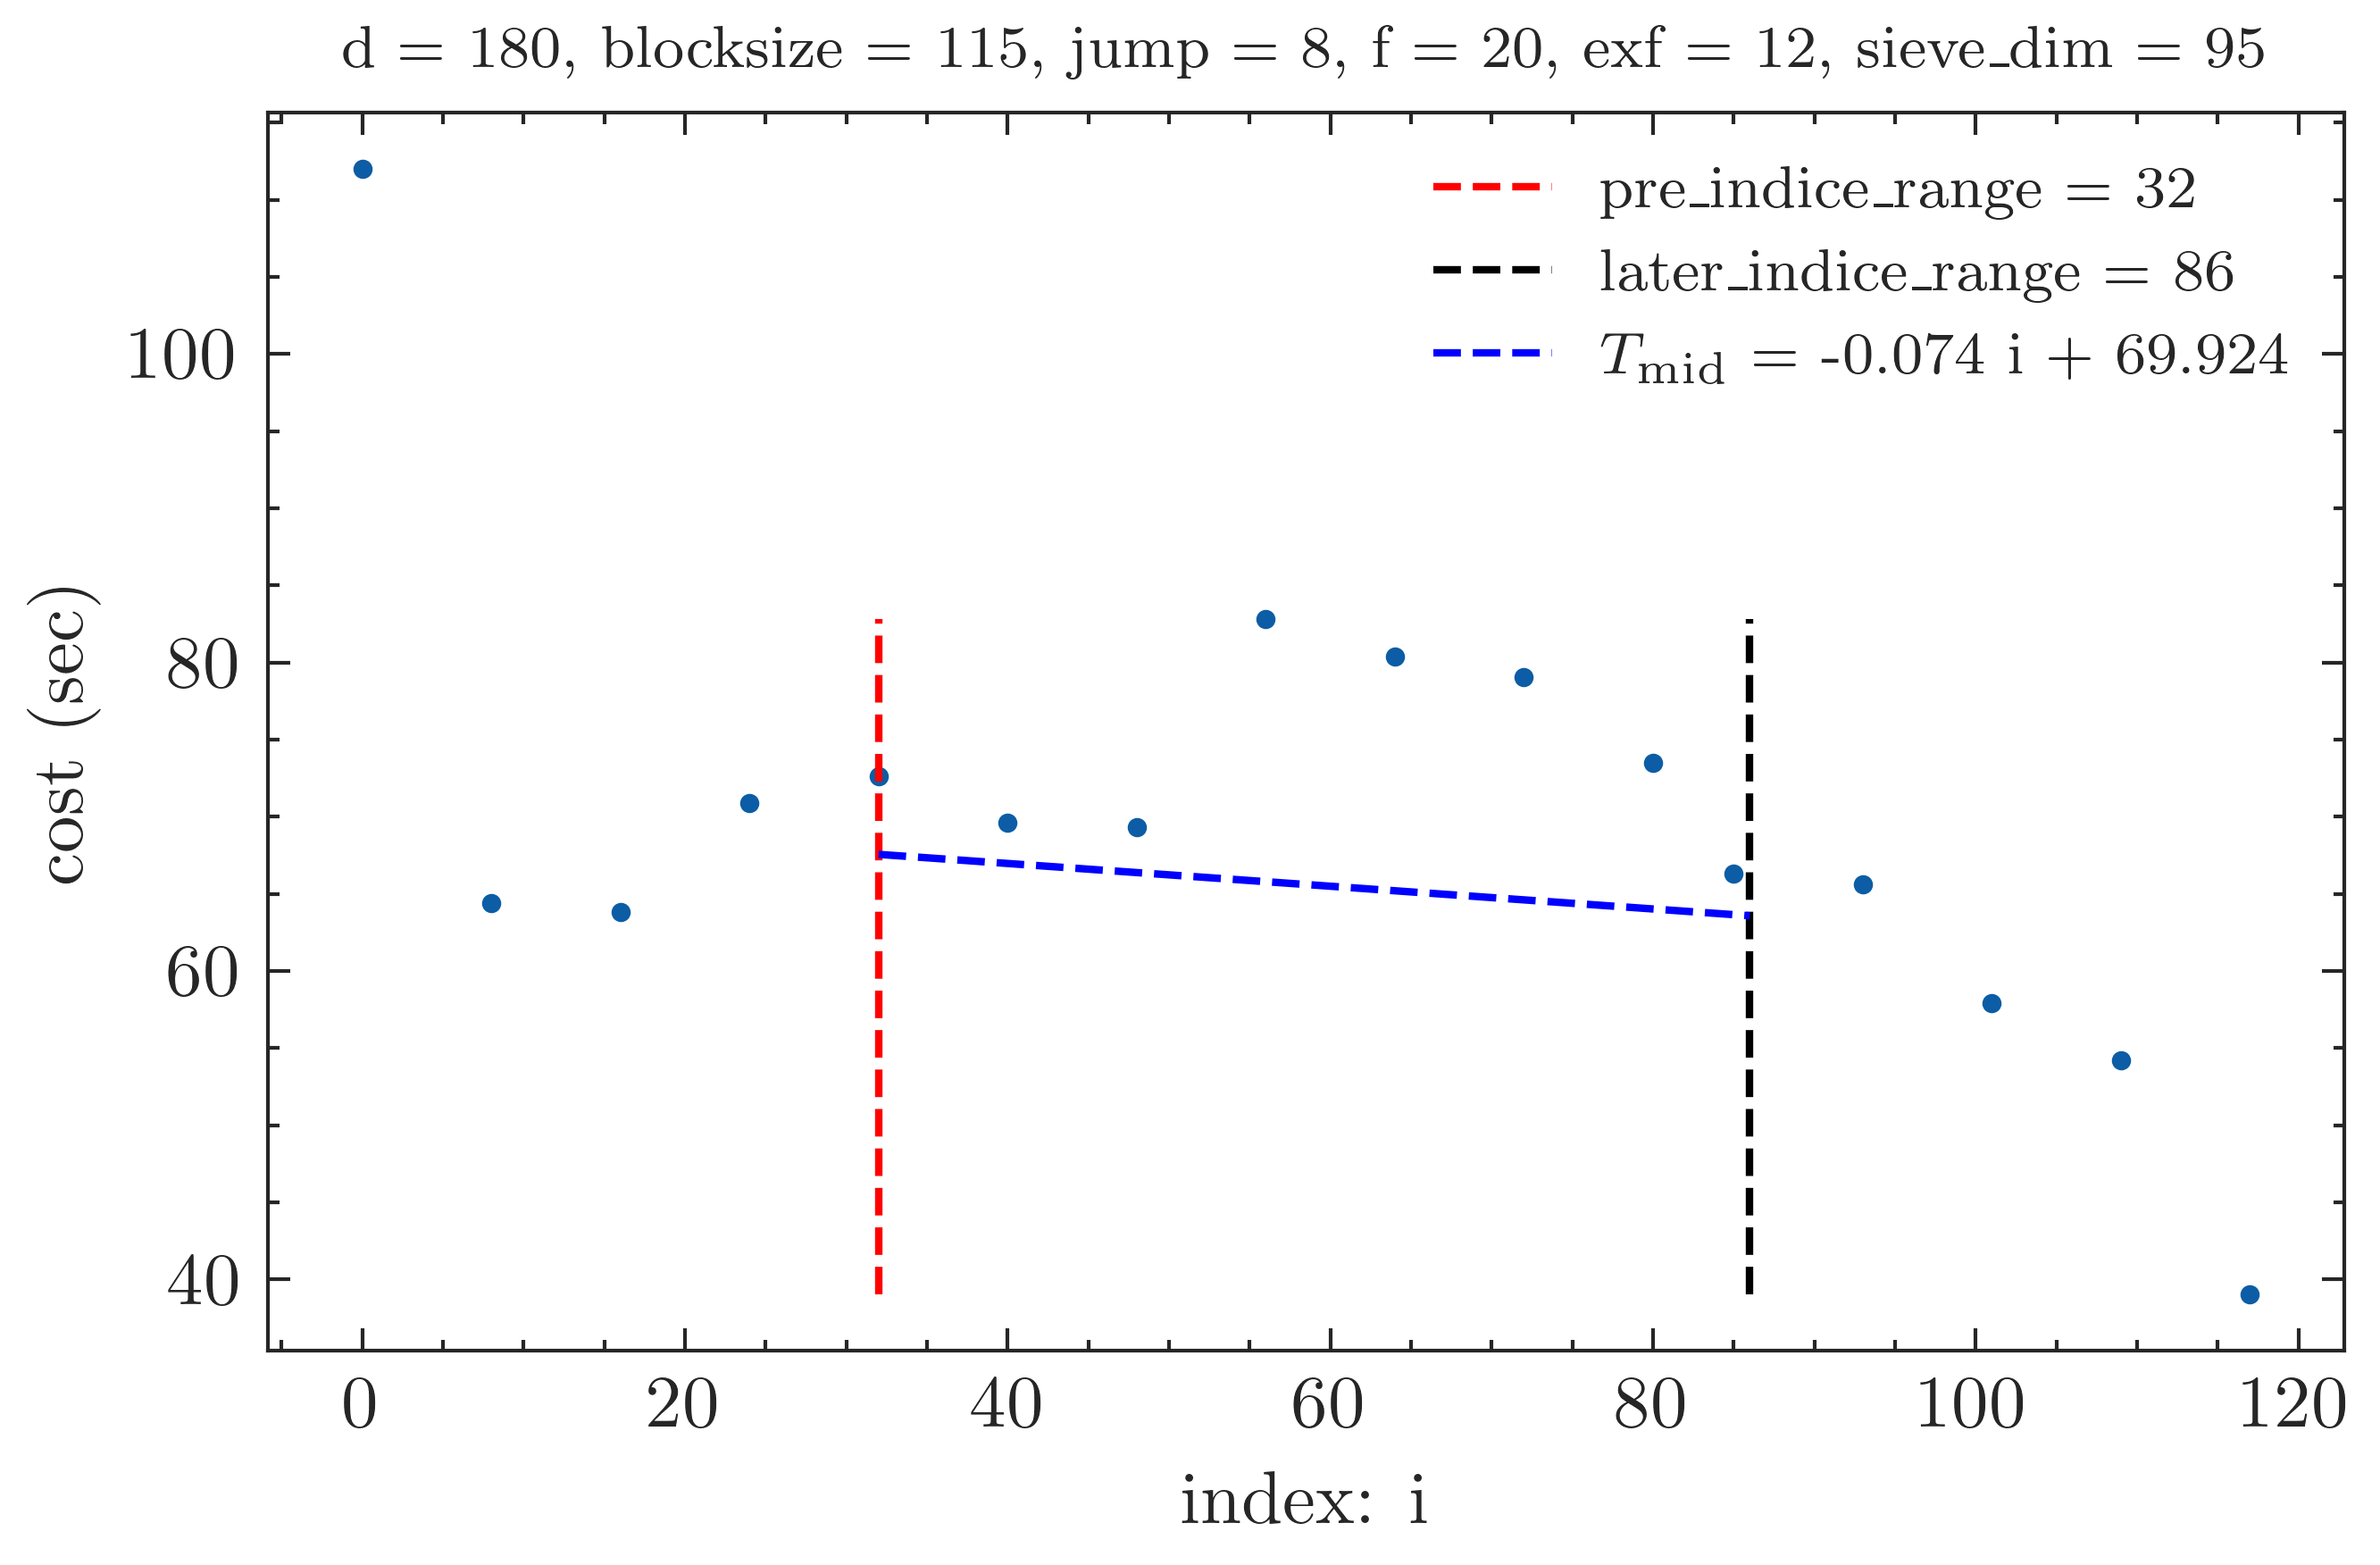 d = 180, blocksize = 115, jump = 8, f = 20, exf = 12, sieve_dim = 95
pre_indice_range = 32
later_indice_range = 86
T_mid = -0.074 i + 69.924
cost (sec)
100
80
60
40
0 20 40 60 80 100 120
index: i